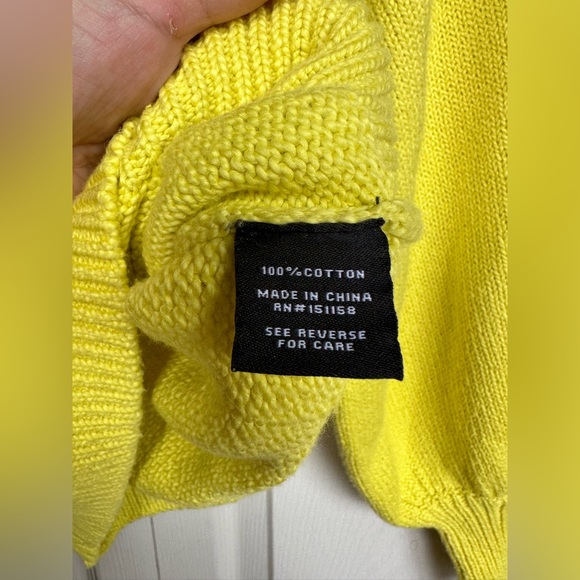 100%COTTON
MADE IN CHINA
RN#151158
SEE REVERSE
FOR CARE